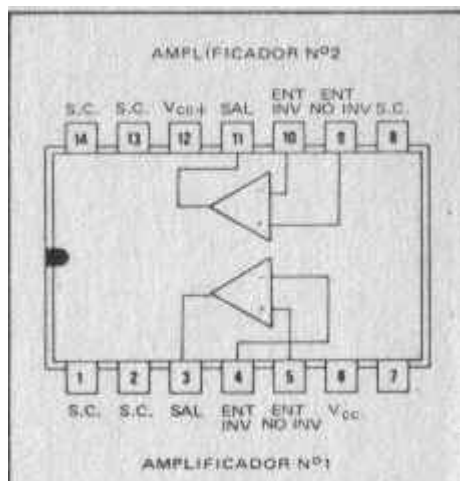 AMPLIFICADOR Nº2
S.C. S.C. Vcc+ SAL ENT INV ENT NO INV S.C.
14 13 12 11 10 9 8
- +
- +
1 2 3 4 5 6 7
S.C. S.C. SAL ENT INV ENT NO INV Vcc
AMPLIFICADOR Nº1